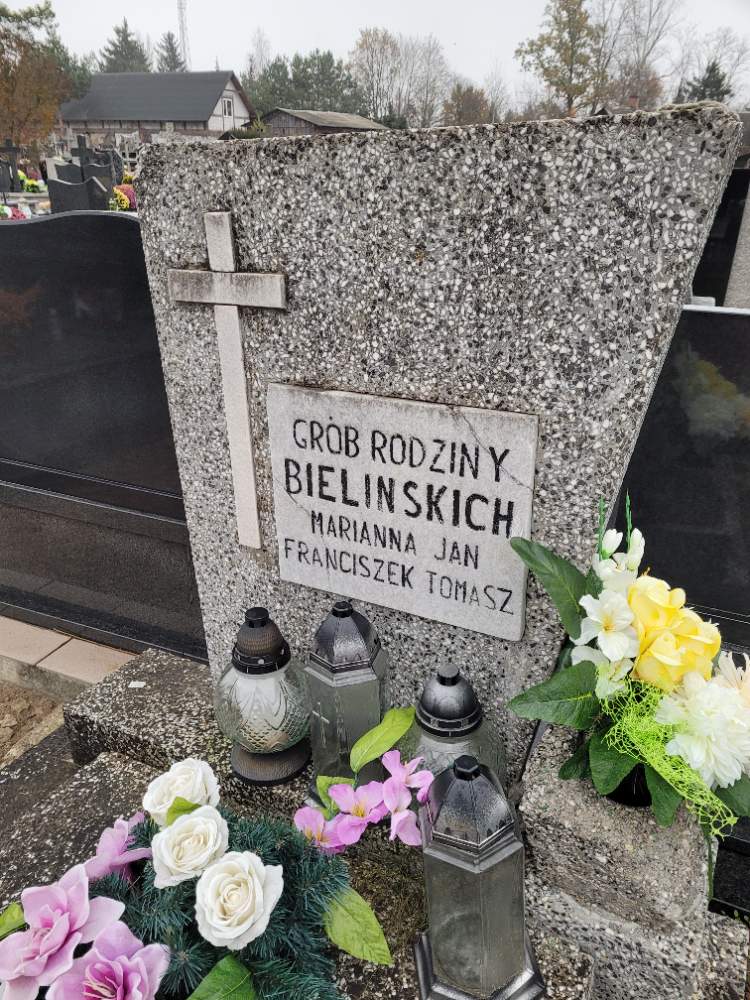 GRÓB RODZINY
BIELINSKICH
MARIANNA JAN
FRANCISZEK TOMASZ